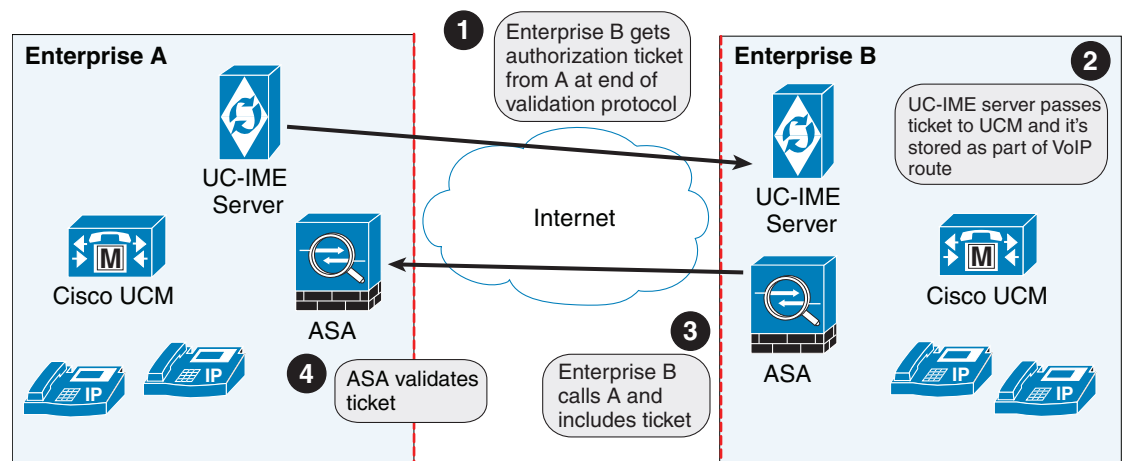 Enterprise A
1
Enterprise B gets
authorization ticket
from A at end of
validation protocol
Enterprise B
2
UC-IME server passes
ticket to UCM and it's
stored as part of VoIP
route
UC-IME
Server
Internet
UC-IME
Server
M
Cisco UCM
ASA
M
Cisco UCM
ASA
IP
IP
4
ASA validates
ticket
3
Enterprise B
calls A and
includes ticket
IP
IP